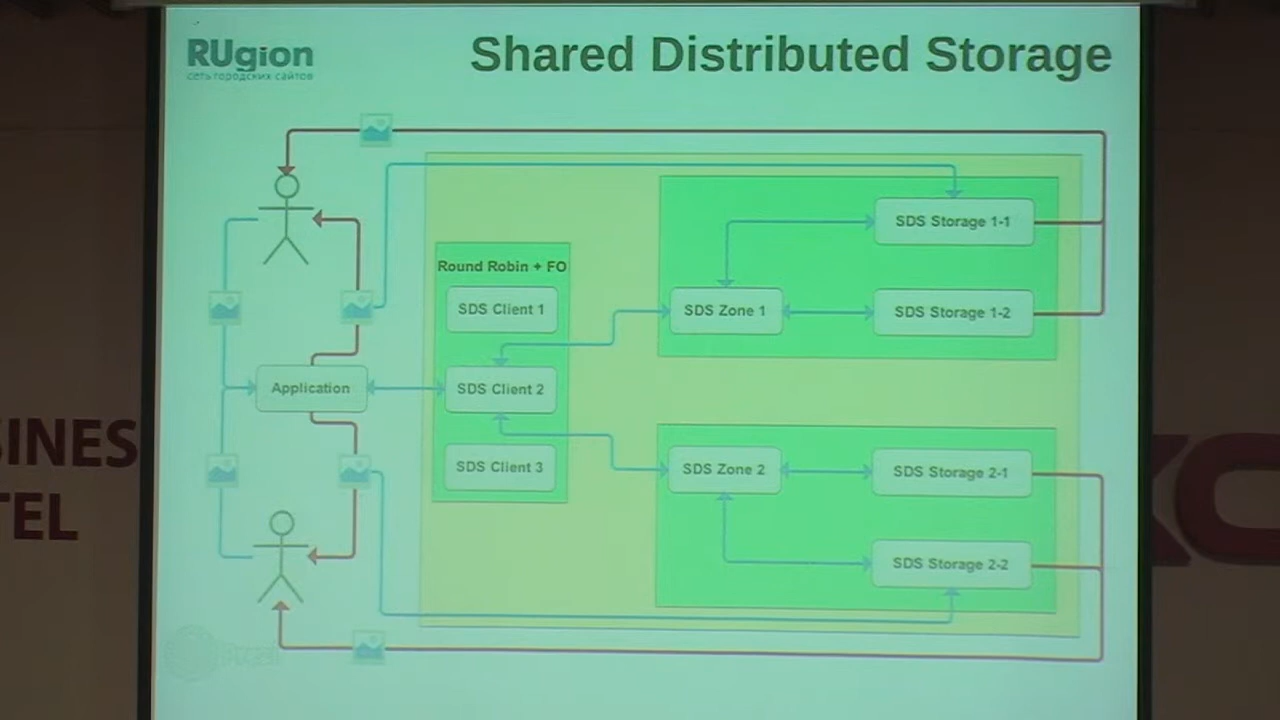 RUgion
сеть городских сайтов
Shared Distributed Storage
Round Robin + FO
SDS Client 1
SDS Client 2
SDS Client 3
Application
SDS Zone 1
SDS Storage 1-1
SDS Storage 1-2
SDS Zone 2
SDS Storage 2-1
SDS Storage 2-2
SINES
TEL